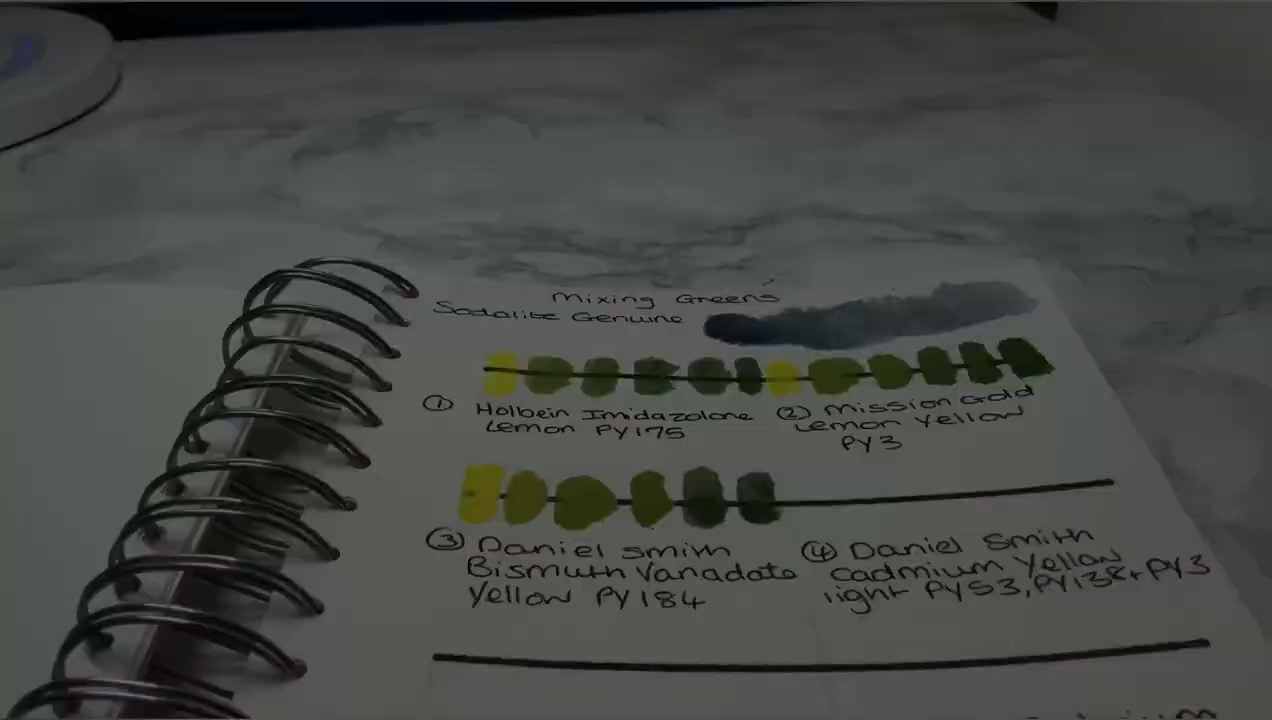 Mixing Greens
Sodalite Genuine
① Holbein Imidazolone
Lemon PY175
② Mission Gold
Lemon Yellow
PY3
③ Daniel Smith
Bismuth Vanadate
Yellow PY184
④ Daniel Smith
Cadmium Yellow
light PY53, PY138+ PY3